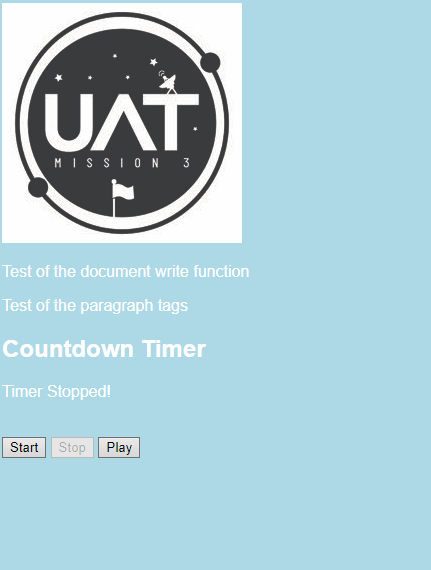 UAT
MISSION 3
Test of the document write function
Test of the paragraph tags
Countdown Timer
Timer Stopped!
Start Stop Play